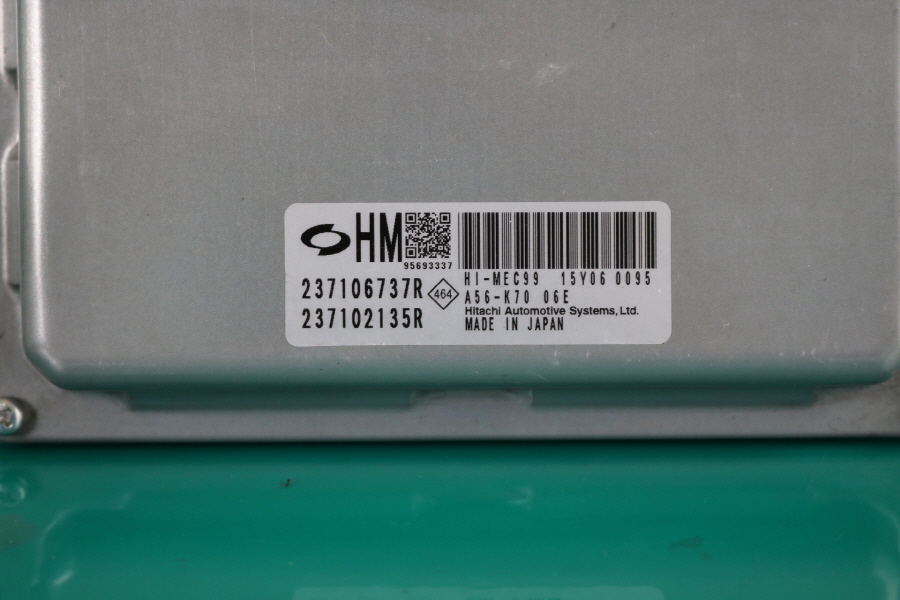 HM
95693337
237106737R
237102135R
464
HI-MEC99 15Y06 0095
A56-K70 06E
Hitachi Automotive Systems, Ltd.
MADE IN JAPAN